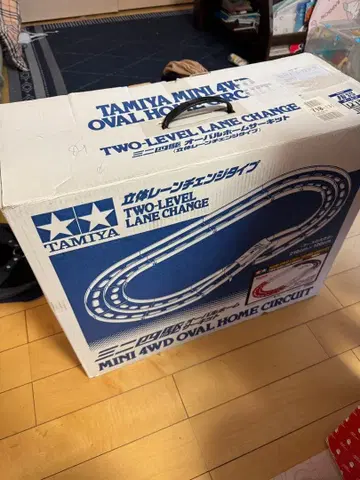 TAMIYA MINI 4WD
OVAL HOME CIRCUIT
TWO-LEVEL LANE CHANGE
ミニ四駆 オーバルホームサーキット
(立体レーンチェンジタイプ)
立体レーンチェンジタイプ
TWO-LEVEL
LANE CHANGE
TAMIYA
ミニ四駆 オーバルホーム
サーキット
MINI 4WD OVAL HOME CIRCUIT